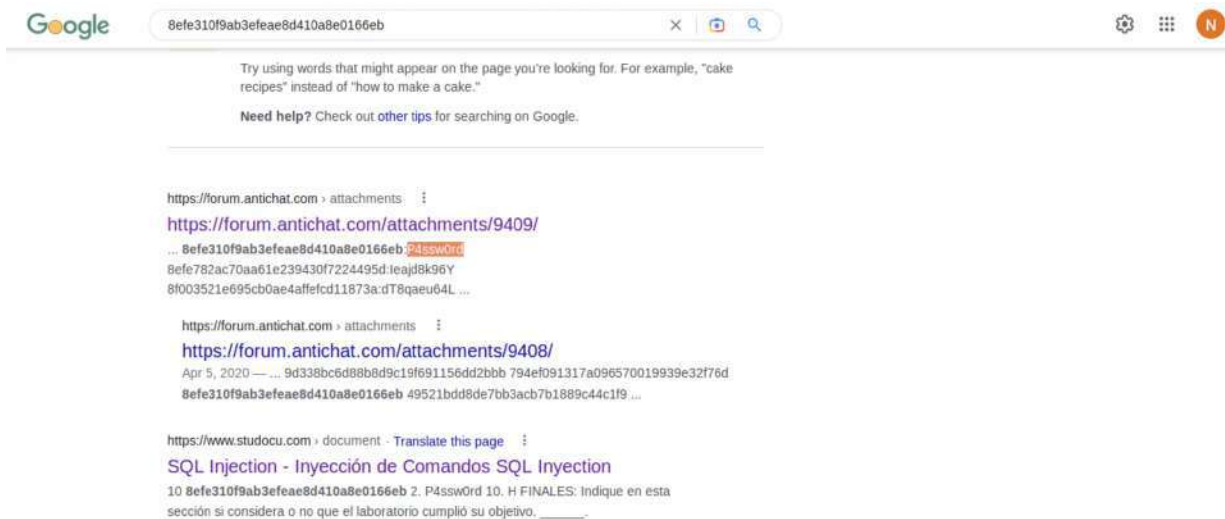 Google
8efe310f9ab3efeae8d410a8e0166eb
N
Try using words that might appear on the page you're looking for. For example, "cake
recipes" instead of "how to make a cake."
Need help? Check out other tips for searching on Google.
https://forum.antichat.com › attachments
https://forum.antichat.com/attachments/9409/
... 8efe310f9ab3efeae8d410a8e0166eb:P4ssw0rd
8efe782ac70aa61e239430f7224495d:Ieajd8k96Y
8f003521e695cb0ae4affefcd11873a:dT8qaeu64L ...
https://forum.antichat.com › attachments
https://forum.antichat.com/attachments/9408/
Apr 5, 2020 — ... 9d338bc6d88b8d9c19f691156dd2bbb 794ef091317a096570019939e32f76d
8efe310f9ab3efeae8d410a8e0166eb 49521bdd8de7bb3acb7b1889c44c1f9 ...
https://www.studocu.com › document · Translate this page
SQL Injection - Inyección de Comandos SQL Inyection
10 8efe310f9ab3efeae8d410a8e0166eb 2. P4ssw0rd 10. H FINALES: Indique en esta
sección si considera o no que el laboratorio cumplió su objetivo. ______.